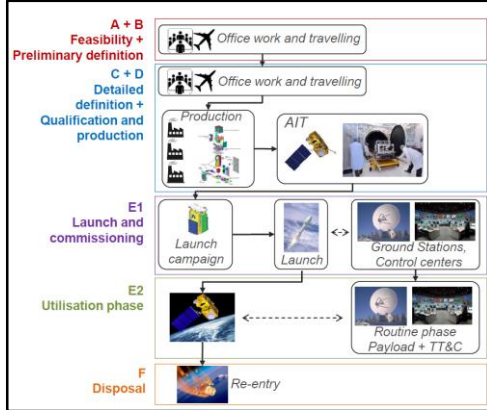 A + B
Feasibility +
Preliminary definition
Office work and travelling
C + D
Detailed
definition +
Qualification and
production
Office work and travelling
Production
AIT
E1
Launch and
commissioning
Launch
campaign
Launch
Ground Stations,
Control centers
E2
Utilisation phase
Routine phase
Payload + TT&C
F
Disposal
Re-entry